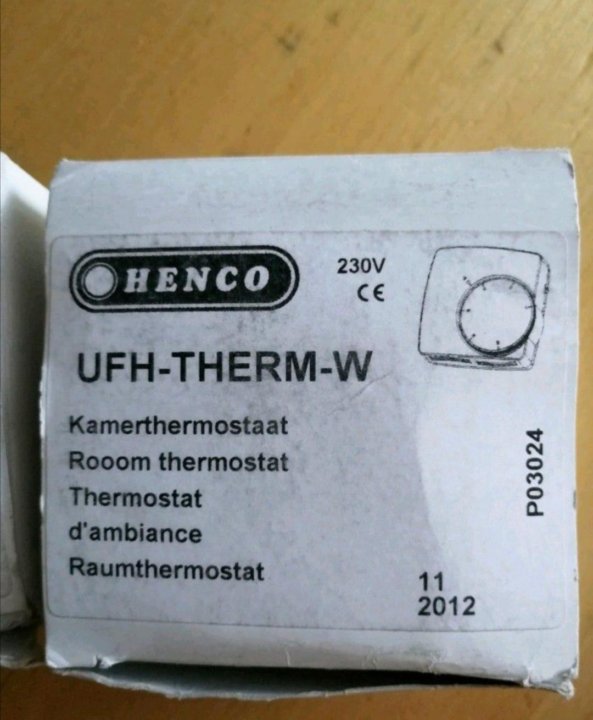 HENCO
230V
CE
UFH-THERM-W
Kamerthermostaat
Rooom thermostat
Thermostat
d'ambiance
Raumthermostat
P03024
11
2012